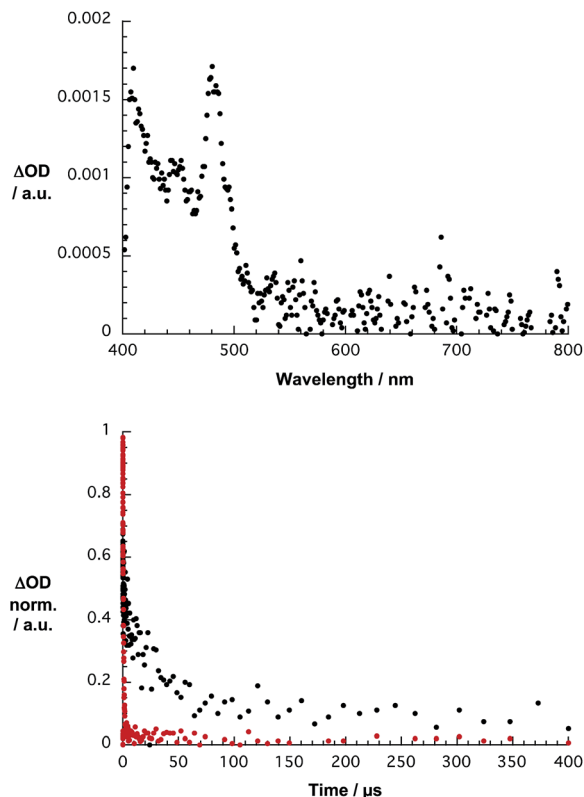 0.002
0.0015
0.001
0.0005
0
ΔOD
/ a.u.
400 500 600 700 800
Wavelength / nm
1
0.8
0.6
0.4
0.2
0
ΔOD
norm.
/ a.u.
0 50 100 150 200 250 300 350 400
Time / µs